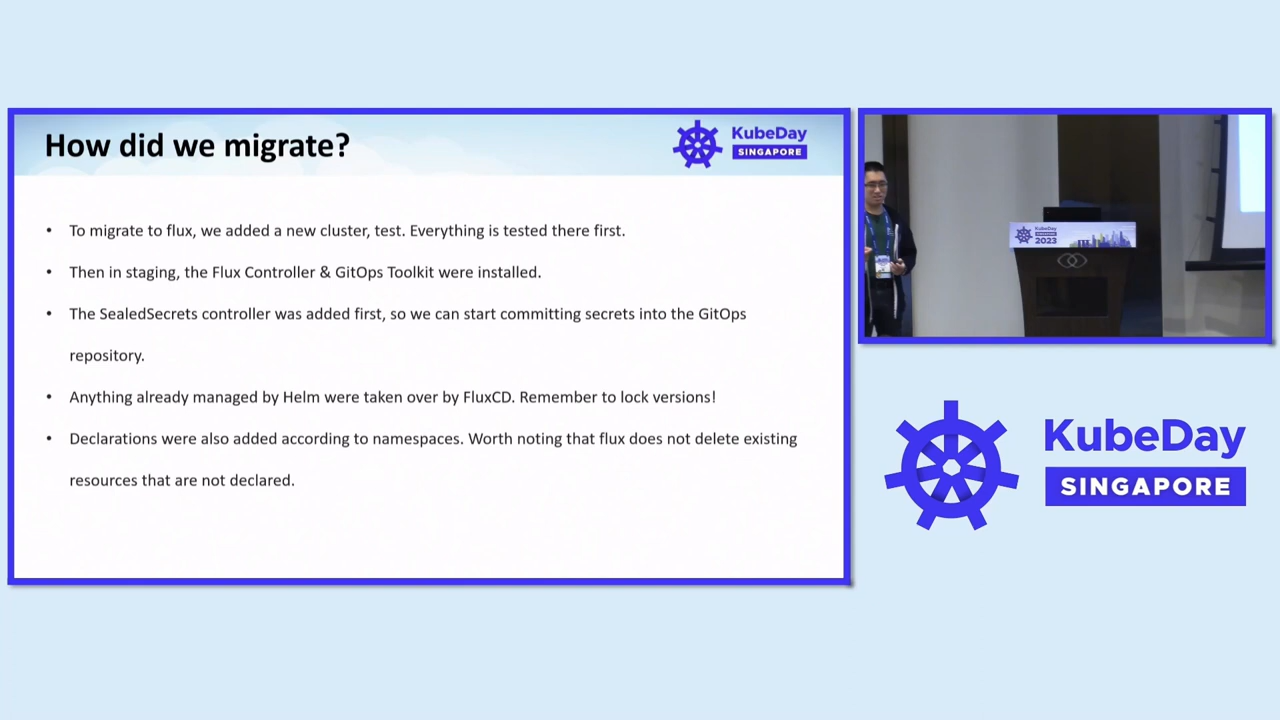 How did we migrate?
KubeDay
SINGAPORE
• To migrate to flux, we added a new cluster, test. Everything is tested there first.
• Then in staging, the Flux Controller & GitOps Toolkit were installed.
• The SealedSecrets controller was added first, so we can start committing secrets into the GitOps
repository.
• Anything already managed by Helm were taken over by FluxCD. Remember to lock versions!
• Declarations were also added according to namespaces. Worth noting that flux does not delete existing
resources that are not declared.
KubeDay
SINGAPORE
2023
KubeDay
SINGAPORE